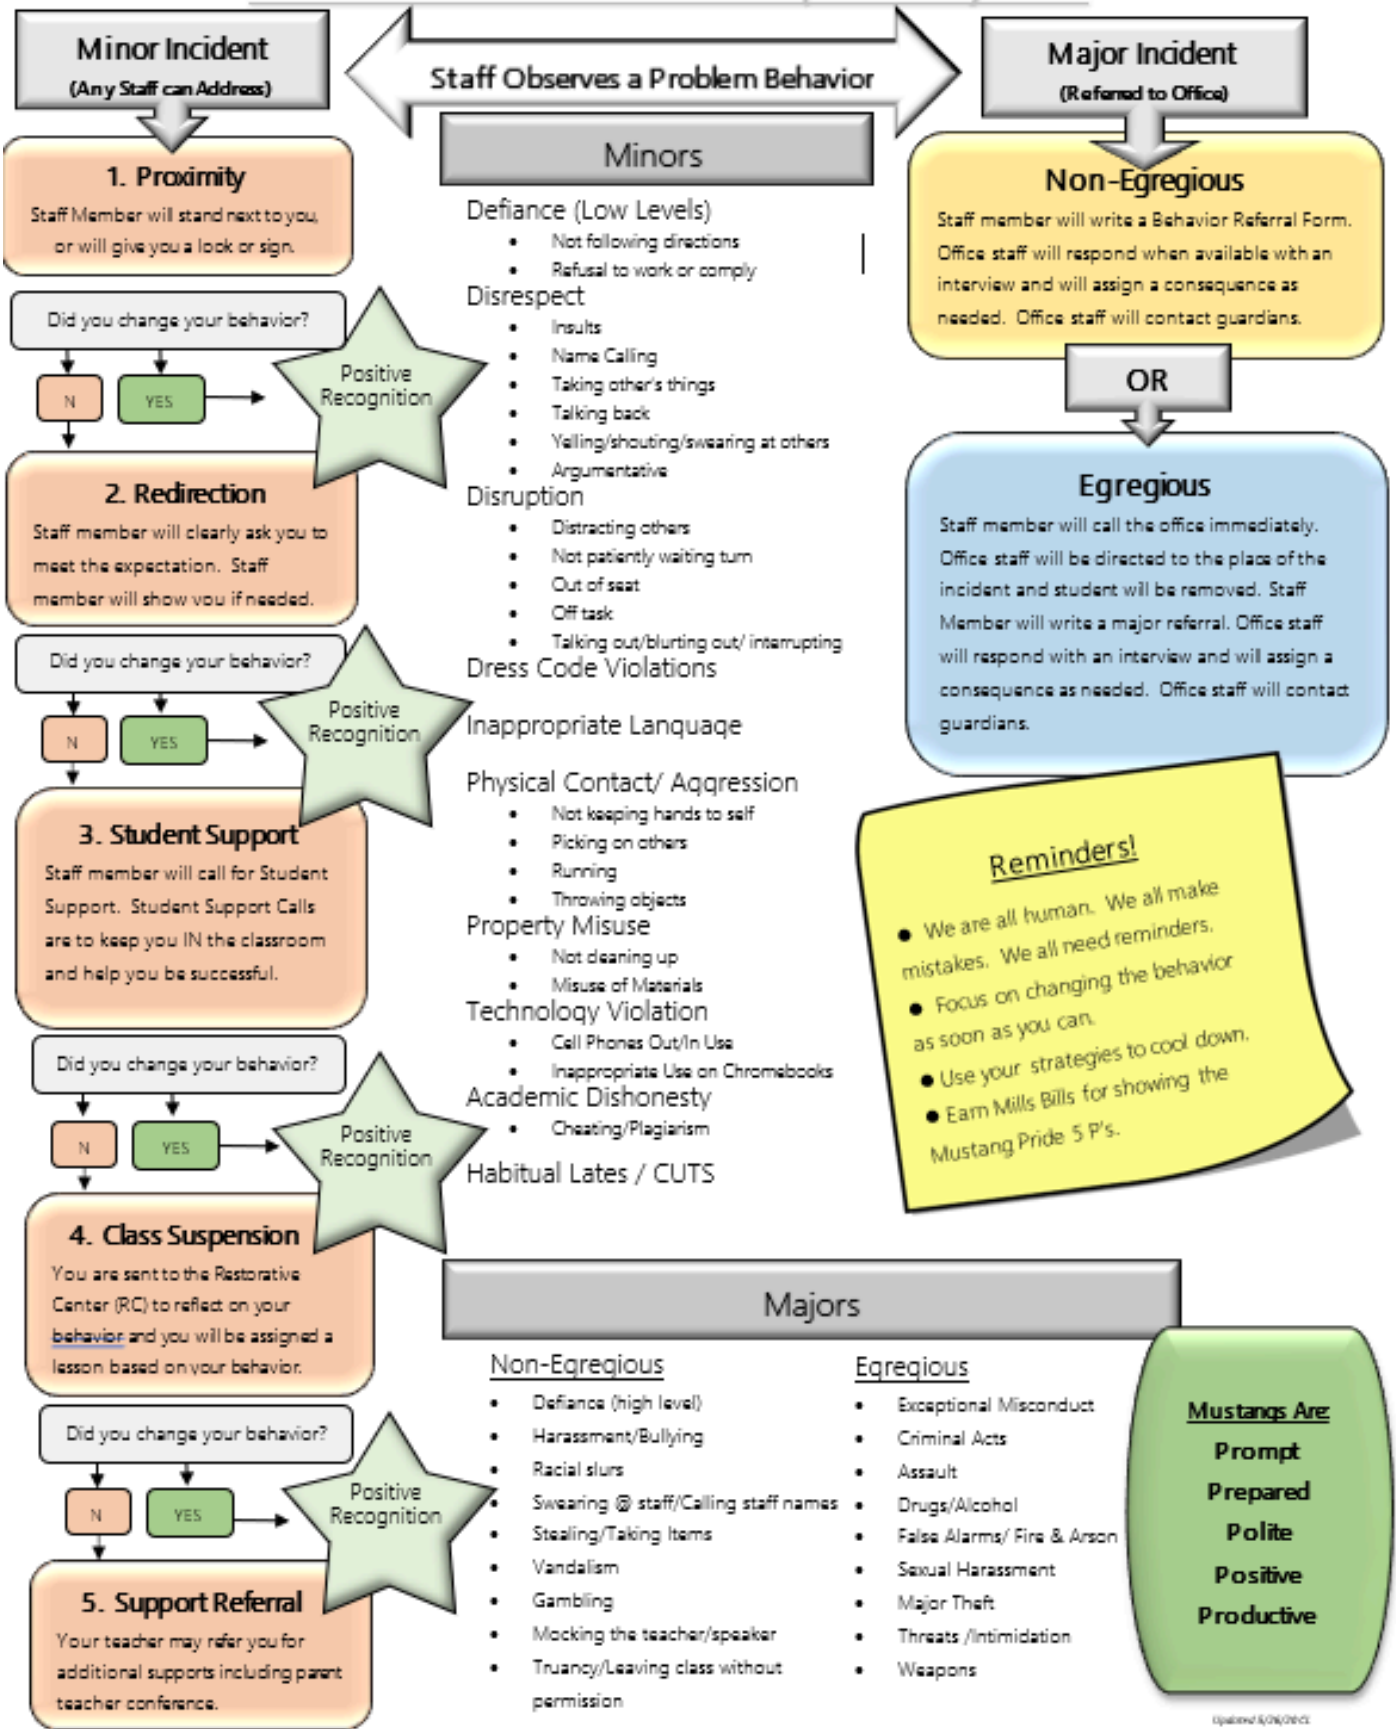 Minor Incident
(Any Staff can Address)
Staff Observes a Problem Behavior
Major Incident
(Referred to Office)
1. Proximity
Staff Member will stand next to you,
or will give you a look or sign.
Did you change your behavior?
N
YES
Positive
Recognition
2. Redirection
Staff member will clearly ask you to
meet the expectation. Staff
member will show you if needed.
Did you change your behavior?
N
YES
Positive
Recognition
3. Student Support
Staff member will call for Student
Support. Student Support Calls
are to keep you IN the classroom
and help you be successful.
Did you change your behavior?
N
YES
Positive
Recognition
4. Class Suspension
You are sent to the Restorative
Center (RC) to reflect on your
behavior and you will be assigned a
lesson based on your behavior.
Did you change your behavior?
N
YES
Positive
Recognition
5. Support Referral
Your teacher may refer you for
additional supports including parent
teacher conference.
Minors
Defiance (Low Levels)
• Not following directions
• Refusal to work or comply
Disrespect
• Insults
• Name Calling
• Taking other's things
• Talking back
• Yelling/shouting/swearing at others
• Argumentative
Disruption
• Distracting others
• Not patiently waiting turn
• Out of seat
• Off task
• Talking out/blurting out/ interrupting
Dress Code Violations
Inappropriate Language
Physical Contact/ Aggression
• Not keeping hands to self
• Picking on others
• Running
• Throwing objects
Property Misuse
• Not cleaning up
• Misuse of Materials
Technology Violation
• Cell Phones Out/In Use
• Inappropriate Use on Chromebooks
Academic Dishonesty
• Cheating/Plagiarism
Habitual Lates / CUTS
Non-Egregious
Staff member will write a Behavior Referral Form.
Office staff will respond when available with an
interview and will assign a consequence as
needed. Office staff will contact guardians.
OR
Egregious
Staff member will call the office immediately.
Office staff will be directed to the place of the
incident and student will be removed. Staff
Member will write a major referral. Office staff
will respond with an interview and will assign a
consequence as needed. Office staff will contact
guardians.
Reminders!
● We are all human. We all make
mistakes. We all need reminders.
● Focus on changing the behavior
as soon as you can.
● Use your strategies to cool down.
● Earn Mills Bills for showing the
Mustang Pride 5 P's.
Majors
Non-Egregious
• Defiance (high level)
• Harassment/Bullying
• Racial slurs
• Swearing @ staff/Calling staff names
• Stealing/Taking Items
• Vandalism
• Gambling
• Mocking the teacher/speaker
• Truancy/Leaving class without
permission
Egregious
• Exceptional Misconduct
• Criminal Acts
• Assault
• Drugs/Alcohol
• False Alarms/ Fire & Arson
• Sexual Harassment
• Major Theft
• Threats /Intimidation
• Weapons
Mustangs Are:
Prompt
Prepared
Polite
Positive
Productive
Updated